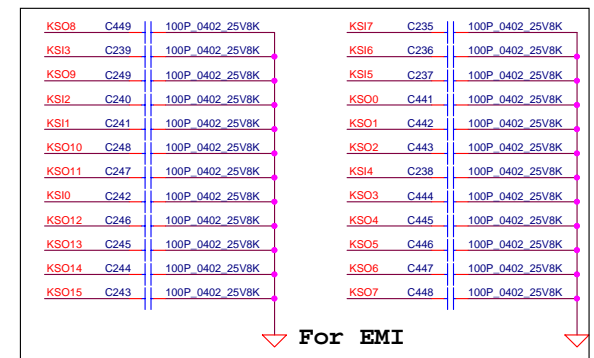 KSO8 C449 100P_0402_25V8K KSI7 C235 100P_0402_25V8K
KSI3 C239 100P_0402_25V8K KSI6 C236 100P_0402_25V8K
KSO9 C249 100P_0402_25V8K KSI5 C237 100P_0402_25V8K
KSI2 C240 100P_0402_25V8K KSO0 C441 100P_0402_25V8K
KSI1 C241 100P_0402_25V8K KSO1 C442 100P_0402_25V8K
KSO10 C248 100P_0402_25V8K KSO2 C443 100P_0402_25V8K
KSO11 C247 100P_0402_25V8K KSI4 C238 100P_0402_25V8K
KSI0 C242 100P_0402_25V8K KSO3 C444 100P_0402_25V8K
KSO12 C246 100P_0402_25V8K KSO4 C445 100P_0402_25V8K
KSO13 C245 100P_0402_25V8K KSO5 C446 100P_0402_25V8K
KSO14 C244 100P_0402_25V8K KSO6 C447 100P_0402_25V8K
KSO15 C243 100P_0402_25V8K KSO7 C448 100P_0402_25V8K
For EMI